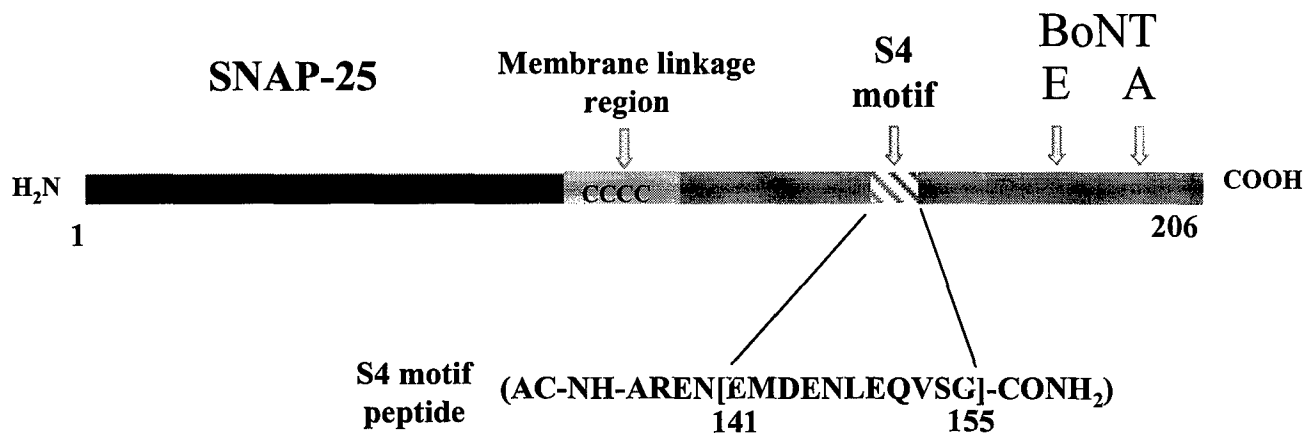 BoNT
S4
SNAP-25
Membrane linkage
region
motif
E A
H₂N
CCCC
COOH
1
206
S4 motif
peptide
(AC-NH-AREN[EMDENLEQVSG]-CONH₂)
141
155